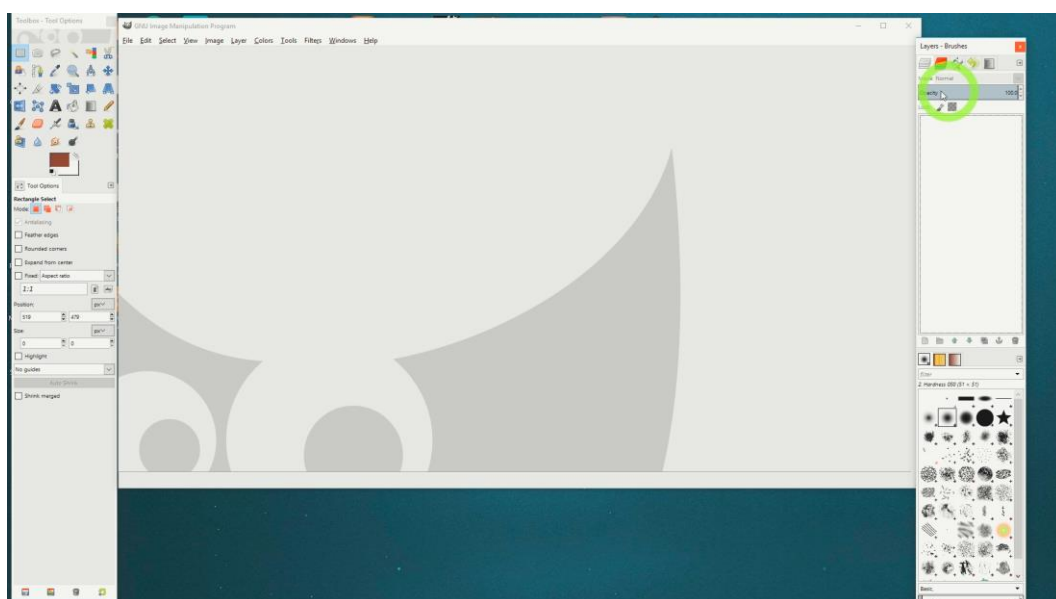 Toolbox - Tool Options
GNU Image Manipulation Program
File Edit Select View Image Layer Colors Tools Filters Windows Help
Layers - Brushes
Mode Normal
Opacity 100.0
Tool Options
Rectangle Select
Mode:
Antialiasing
Feather edges
Rounded corners
Expand from center
Fixed Aspect ratio
1:1
Position: px
519 479
Size: px
0 0
Highlight
No guides
Auto Shrink
Shrink merged
Filter
2. Hardness 050 (51 × 51)
Basic,